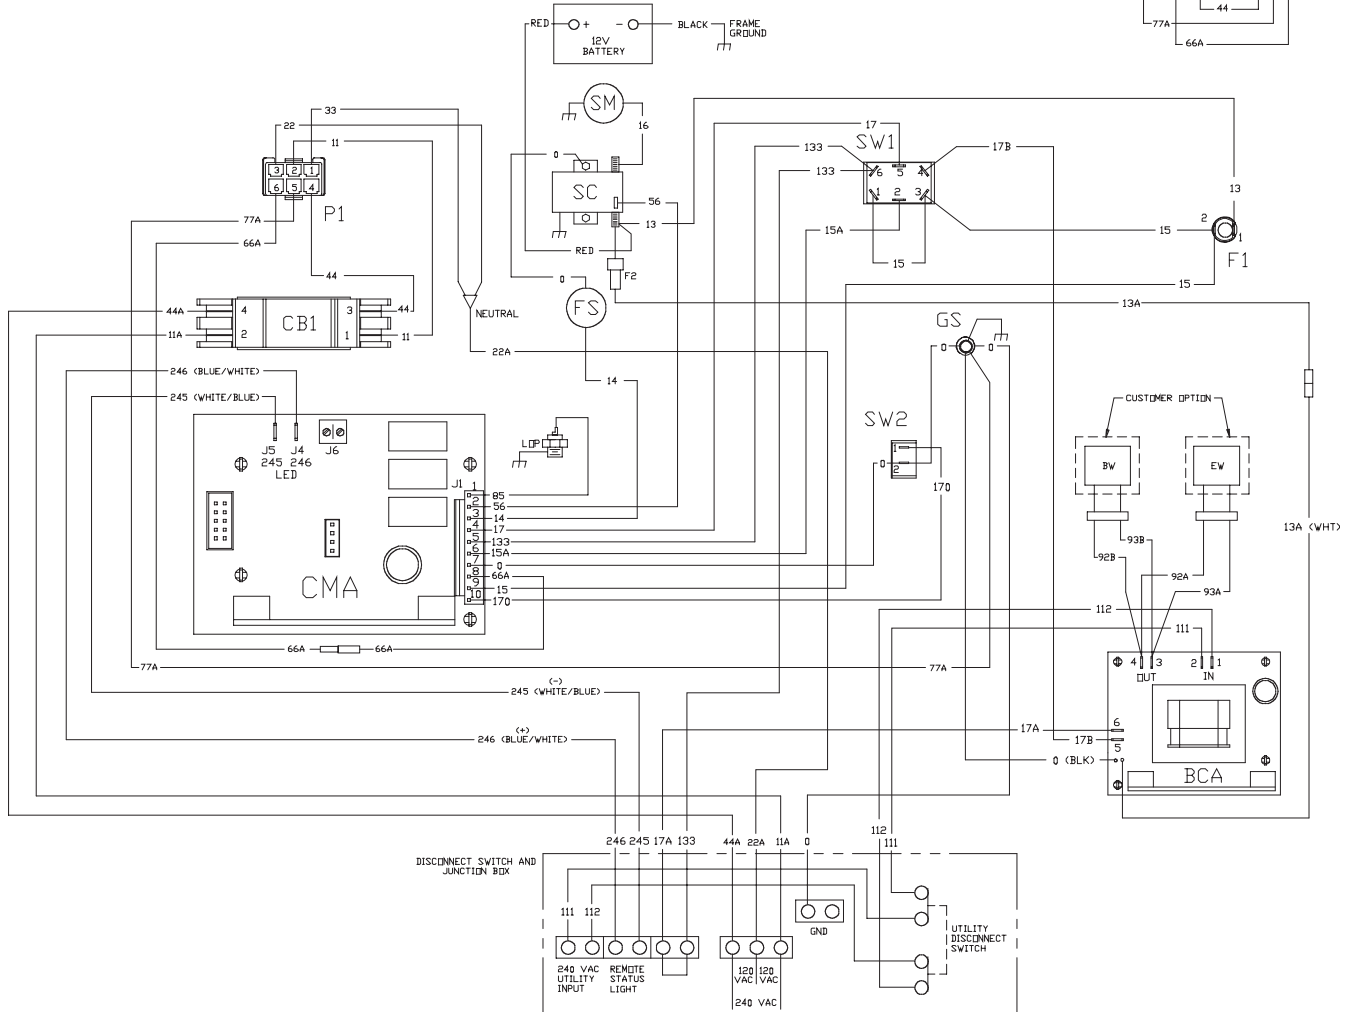 44
77A
66A
RED
+
-
BLACK
FRAME
GROUND
12V
BATTERY
SM
16
33
22
11
3 2 1
6 5 4
P1
77A
66A
44
0
SC
56
13
RED
0
F2
FS
14
17
SW1
133
133
17B
6 5 4
1 2 3
15A
15
13
15
2
1
F1
15
13A
44A
11A
4
2
CB1
3
1
44
11
NEUTRAL
22A
GS
0
0
246 (BLUE/WHITE)
245 (WHITE/BLUE)
J5 J4
245 246
LED
J6
LOP
SW2
1
2
0
170
CUSTOMER OPTION
BW
EW
93B
92B
92A
93A
13A (WHT)
J1
1
2
3
4
5
6
7
8
9
10
85
56
14
17
133
15A
0
66A
15
170
CMA
66A
66A
77A
77A
112
111
4 3
2 1
OUT
IN
(-)
245 (WHITE/BLUE)
(+)
246 (BLUE/WHITE)
17A
17B
6
5
0 (BLK)
BCA
246 245 17A 133
44A 22A 11A 0
112
111
DISCONNECT SWITCH AND
JUNCTION BOX
111 112
GND
UTILITY
DISCONNECT
SWITCH
240 VAC
UTILITY
INPUT
REMOTE
STATUS
LIGHT
120
VAC
120
VAC
240 VAC